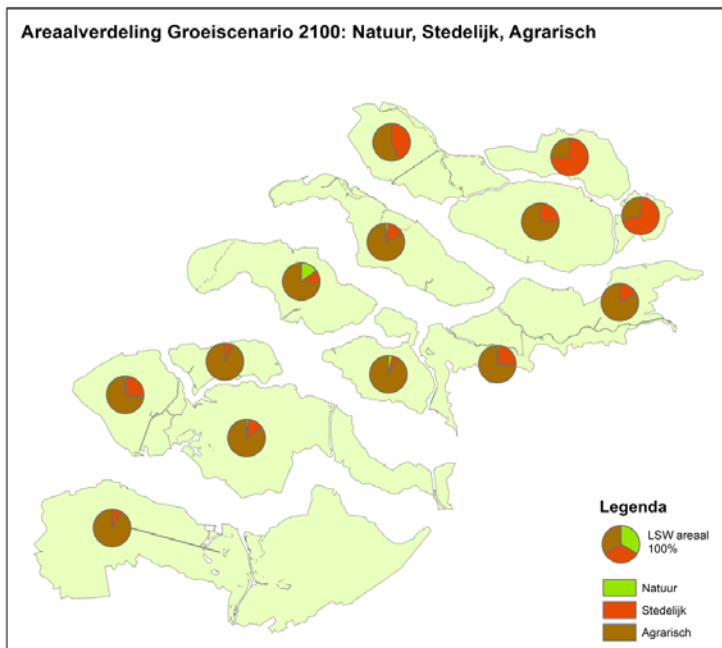 Areaalverdeling Groeiscenario 2100: Natuur, Stedelijk, Agrarisch
Legenda
LSW areaal
100%
Natuur
Stedelijk
Agrarisch